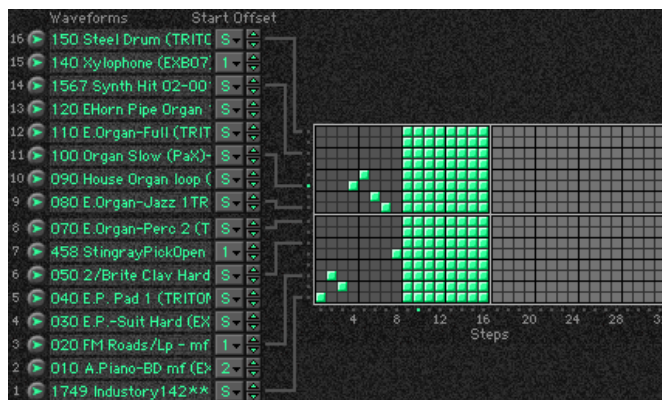 Waveforms Start Offset
16 150 Steel Drum (TRITC S
15 140 Xylophone (EXB07) 1
14 1567 Synth Hit 02-00 S
13 120 EHorn Pipe Organ S
12 110 E.Organ-Full (TRIT S
11 100 Organ Slow (PaX)- S
10 090 House Organ loop ( S
9 080 E.Organ-Jazz 1TR S
8 070 E.Organ-Perc 2 (T S
7 458 StingrayPickOpen 1
6 050 2/Brite Clav Hard S
5 040 E.P. Pad 1 (TRITON S
4 030 E.P.-Suit Hard (EX S
3 020 FM Roads/Lp - mf 1
2 010 A.Piano-BD mf (EX 2
1 1749 Industory142** S
4 8 12 16 20 24 28
Steps